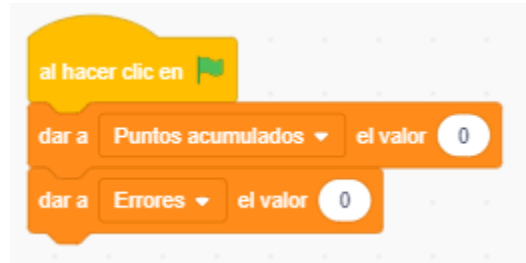 al hacer clic en
dar a Puntos acumulados el valor 0
dar a Errores el valor 0